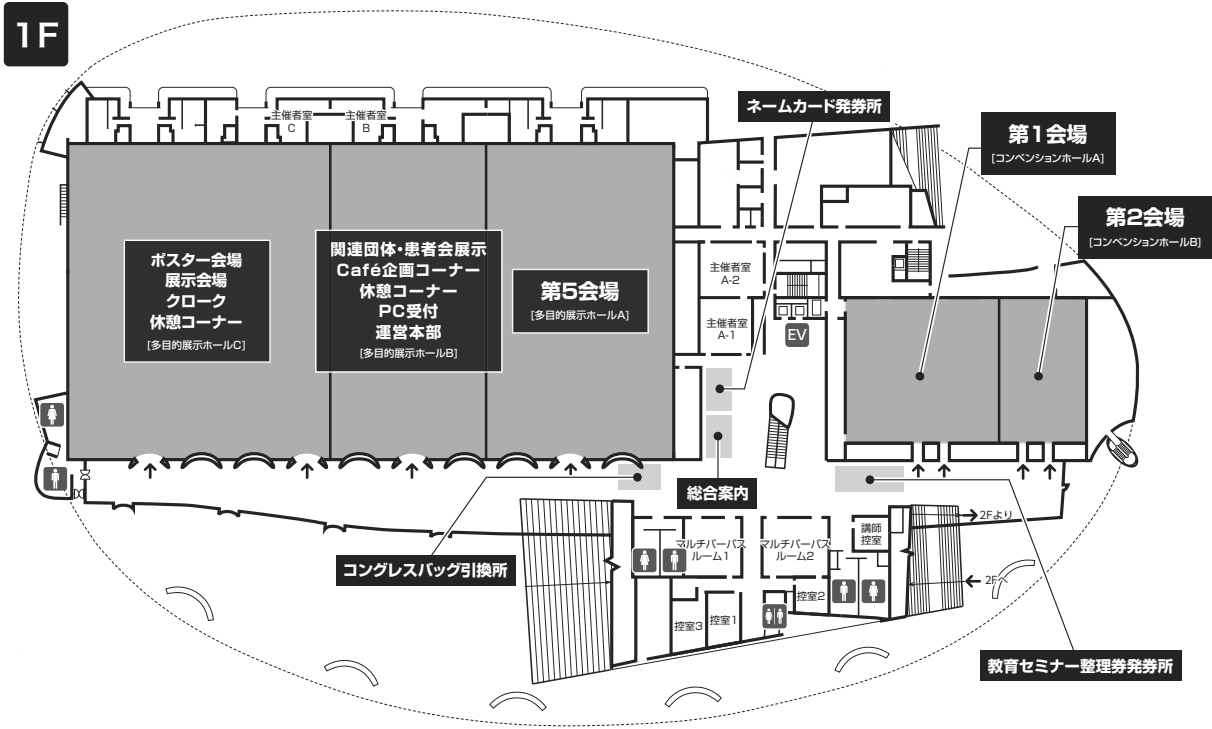 1F
主催者室
C
主催者室
B
ネームカード発券所
第1会場
[コンベンションホールA]
第2会場
[コンベンションホールB]
ポスター会場
展示会場
クローク
休憩コーナー
[多目的展示ホールC]
関連団体・患者会展示
Café企画コーナー
休憩コーナー
PC受付
運営本部
[多目的展示ホールB]
第5会場
[多目的展示ホールA]
主催者室
A-2
主催者室
A-1
EV
総合案内
コングレスバッグ引換所
マルチパーパス
ルーム1
マルチパーパス
ルーム2
講師
控室
2Fより
2Fへ
控室3
控室1
控室2
教育セミナー整理券発券所